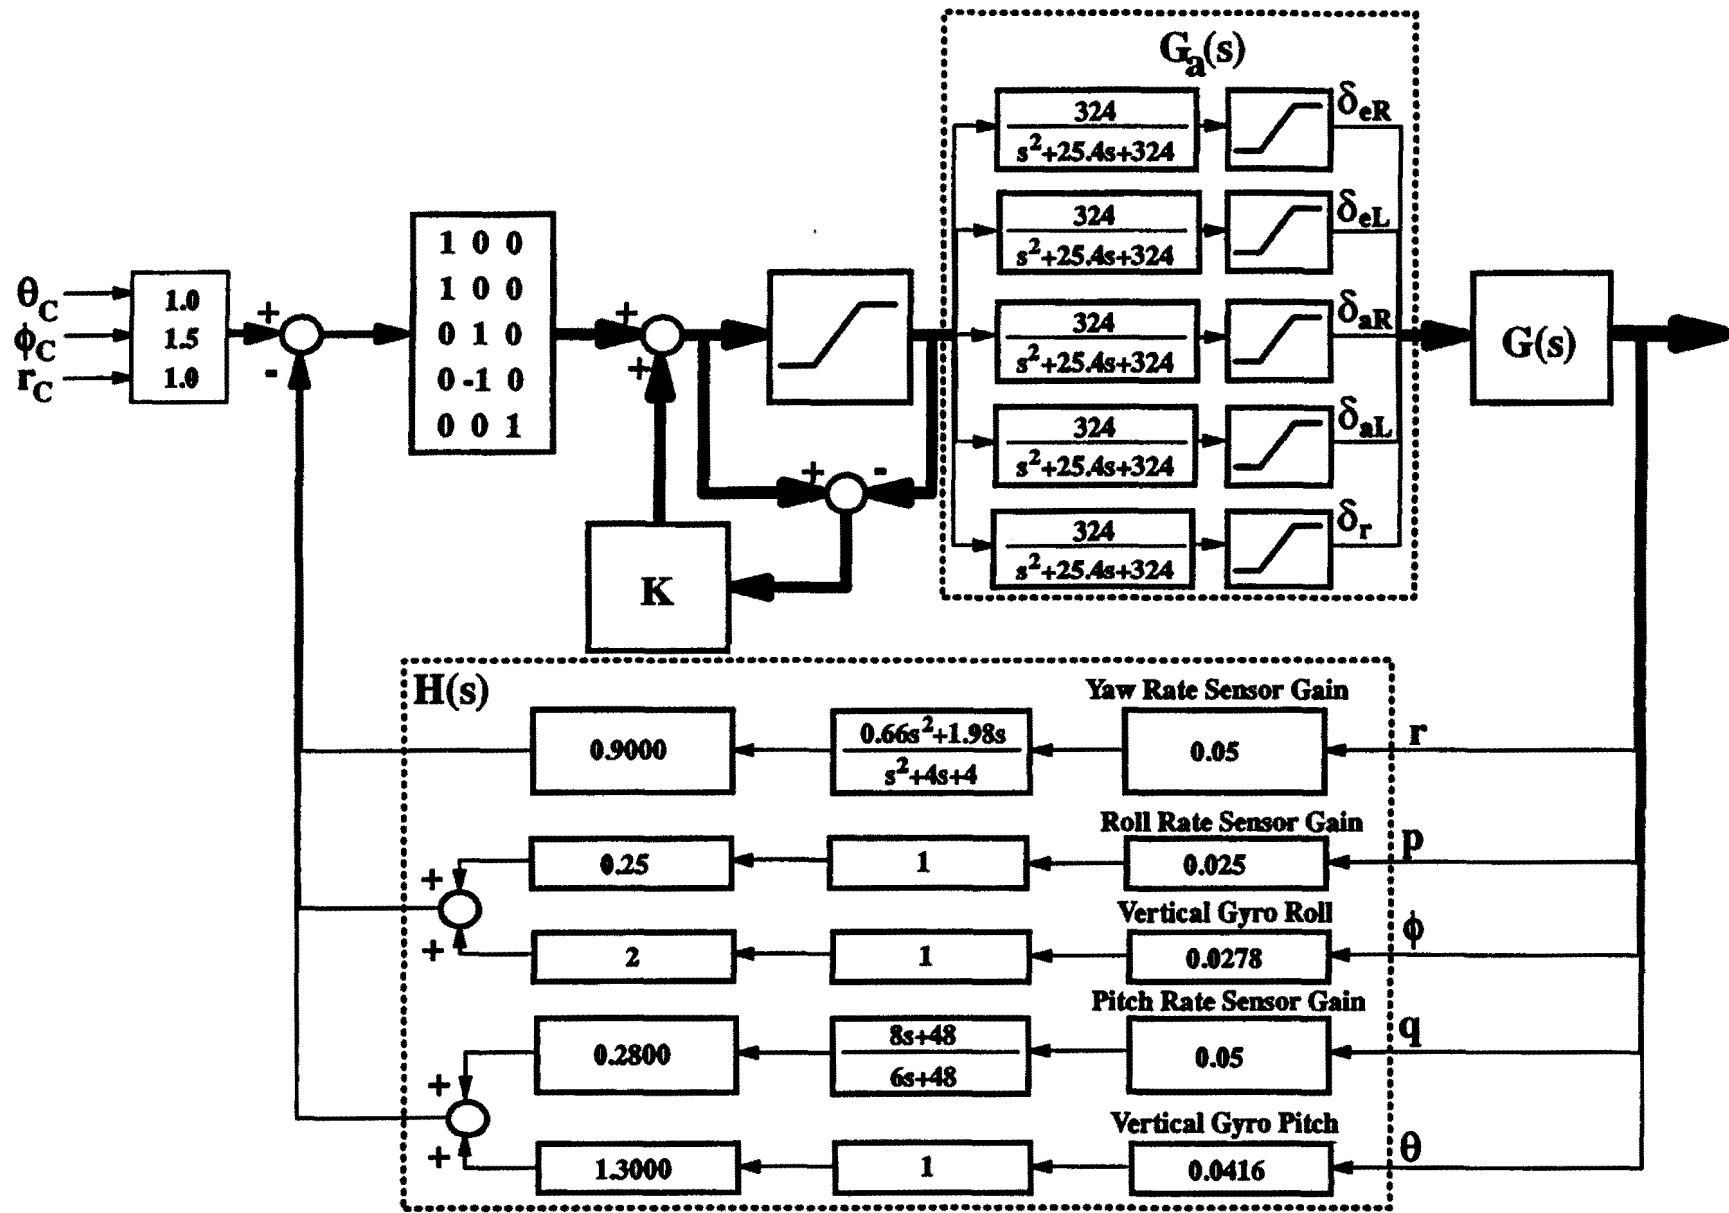 Gₐ(s)
324
s²+25.4s+324
δeR
324
s²+25.4s+324
δeL
324
s²+25.4s+324
δaR
324
s²+25.4s+324
δaL
324
s²+25.4s+324
δr
θC
ϕC
rC
1.0
1.5
1.0
+
-
1 0 0
1 0 0
0 1 0
0 -1 0
0 0 1
+
+
+
-
K
G(s)
H(s)
Yaw Rate Sensor Gain
0.9000
0.66s²+1.98s
s²+4s+4
0.05
r
Roll Rate Sensor Gain
+
0.25
1
0.025
p
Vertical Gyro Roll
+
2
1
0.0278
ϕ
Pitch Rate Sensor Gain
+
0.2800
8s+48
6s+48
0.05
q
Vertical Gyro Pitch
+
1.3000
1
0.0416
θ